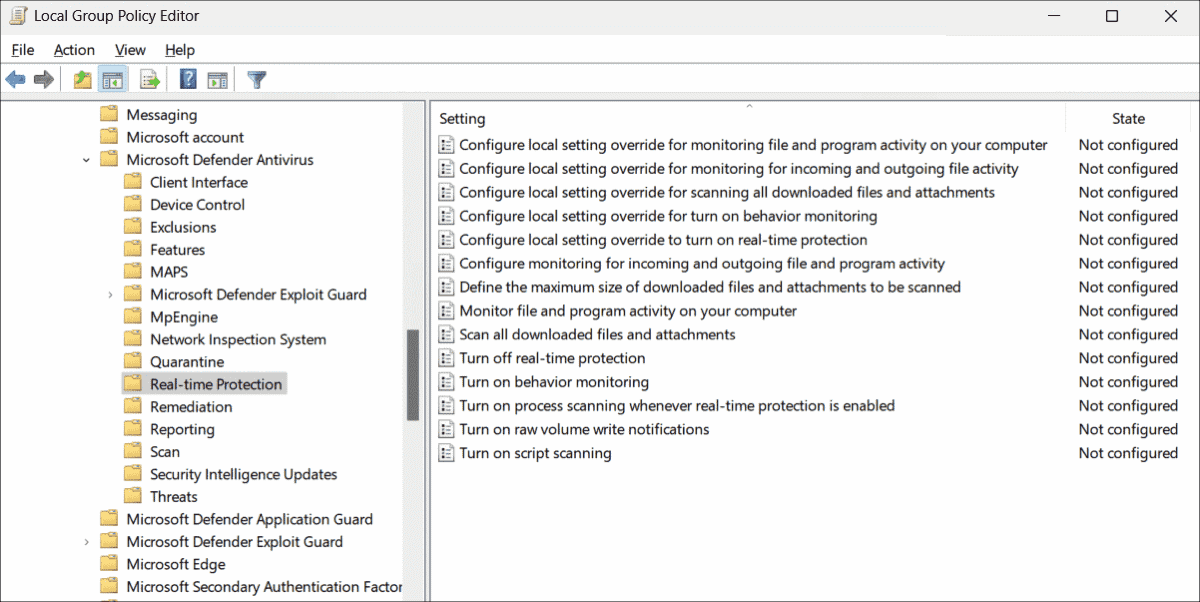 Local Group Policy Editor
File Action View Help
Messaging
Microsoft account
Microsoft Defender Antivirus
Client Interface
Device Control
Exclusions
Features
MAPS
Microsoft Defender Exploit Guard
MpEngine
Network Inspection System
Quarantine
Real-time Protection
Remediation
Reporting
Scan
Security Intelligence Updates
Threats
Microsoft Defender Application Guard
Microsoft Defender Exploit Guard
Microsoft Edge
Microsoft Secondary Authentication Factor
Setting State
Configure local setting override for monitoring file and program activity on your computer Not configured
Configure local setting override for monitoring for incoming and outgoing file activity Not configured
Configure local setting override for scanning all downloaded files and attachments Not configured
Configure local setting override for turn on behavior monitoring Not configured
Configure local setting override to turn on real-time protection Not configured
Configure monitoring for incoming and outgoing file and program activity Not configured
Define the maximum size of downloaded files and attachments to be scanned Not configured
Monitor file and program activity on your computer Not configured
Scan all downloaded files and attachments Not configured
Turn off real-time protection Not configured
Turn on behavior monitoring Not configured
Turn on process scanning whenever real-time protection is enabled Not configured
Turn on raw volume write notifications Not configured
Turn on script scanning Not configured